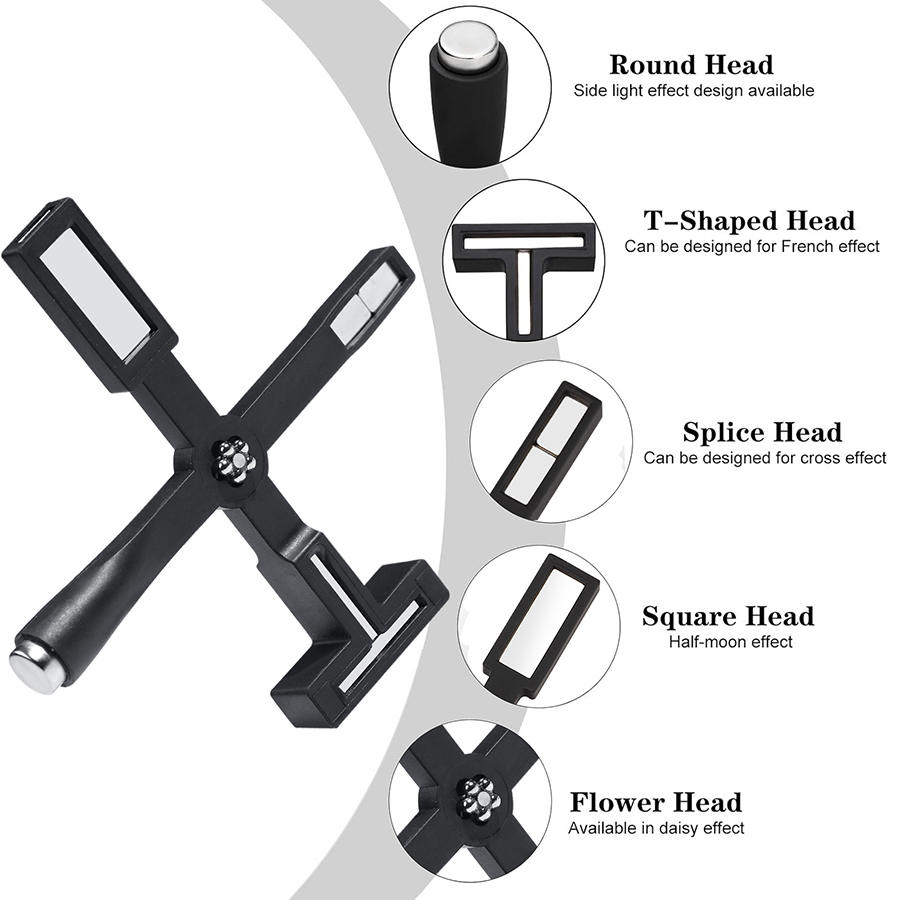 Round Head
Side light effect design available
T-Shaped Head
Can be designed for French effect
Splice Head
Can be designed for cross effect
Square Head
Half-moon effect
Flower Head
Available in daisy effect